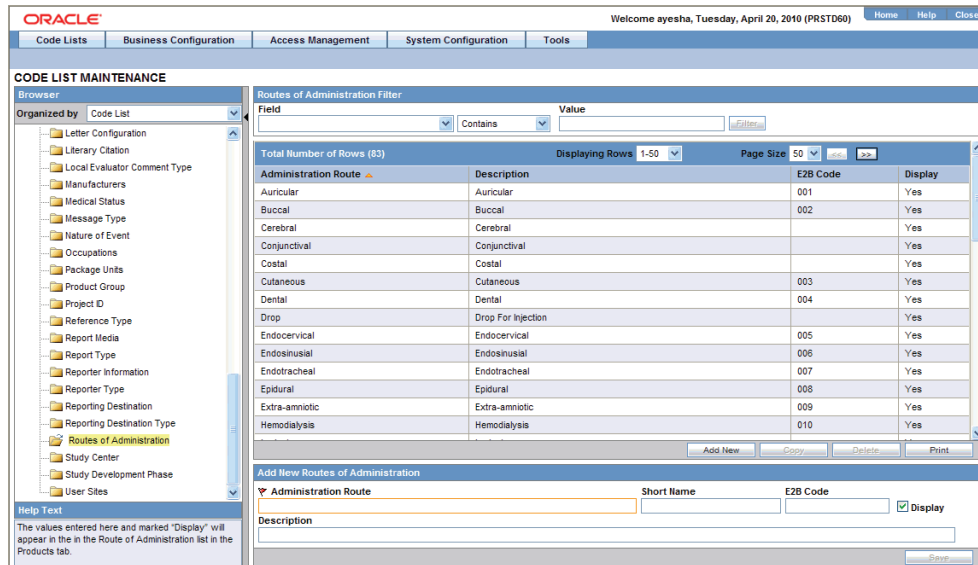 ORACLE
Welcome ayesha, Tuesday, April 20, 2010 (PRSTD60)
Home Help Close
Code Lists Business Configuration Access Management System Configuration Tools
CODE LIST MAINTENANCE
Browser
Organized by Code List
Letter Configuration
Literary Citation
Local Evaluator Comment Type
Manufacturers
Medical Status
Message Type
Nature of Event
Occupations
Package Units
Product Group
Project ID
Reference Type
Report Media
Report Type
Reporter Information
Reporter Type
Reporting Destination
Reporting Destination Type
Routes of Administration
Study Center
Study Development Phase
User Sites
Help Text
The values entered here and marked "Display" will
appear in the in the Route of Administration list in the
Products tab.
Routes of Administration Filter
Field Value
Contains Filter
Total Number of Rows (83) Displaying Rows 1-50 Page Size 50 << >>
Administration Route Description E2B Code Display
Auricular Auricular 001 Yes
Buccal Buccal 002 Yes
Cerebral Cerebral Yes
Conjunctival Conjunctival Yes
Costal Costal Yes
Cutaneous Cutaneous 003 Yes
Dental Dental 004 Yes
Drop Drop For Injection Yes
Endocervical Endocervical 005 Yes
Endosinusial Endosinusial 006 Yes
Endotracheal Endotracheal 007 Yes
Epidural Epidural 008 Yes
Extra-amniotic Extra-amniotic 009 Yes
Hemodialysis Hemodialysis 010 Yes
Add New Copy Delete Print
Add New Routes of Administration
Administration Route Short Name E2B Code
Display
Description
Save